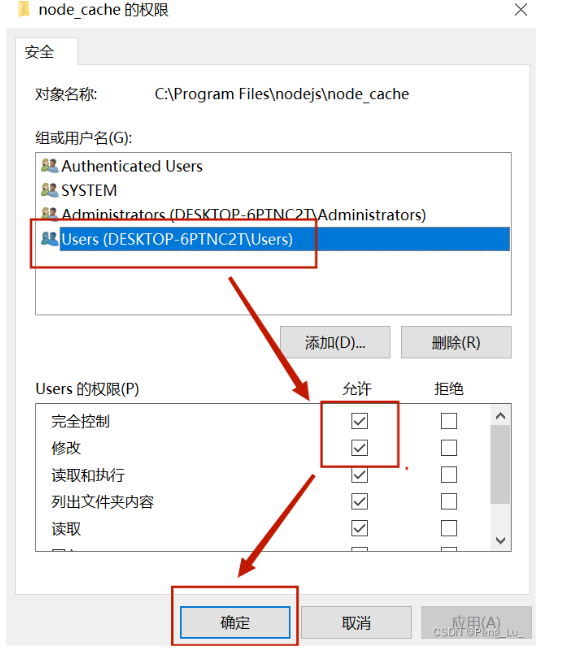 node_cache 的权限
安全
对象名称: C:\Program Files\nodejs\node_cache
组或用户名(G):
Authenticated Users
SYSTEM
Administrators (DESKTOP-6PTNC2T\Administrators)
Users (DESKTOP-6PTNC2T\Users)
添加(D)... 删除(R)
Users 的权限(P) 允许 拒绝
完全控制
修改
读取和执行
列出文件夹内容
读取
确定 取消 应用(A)
CSDN @Peng_Lu_